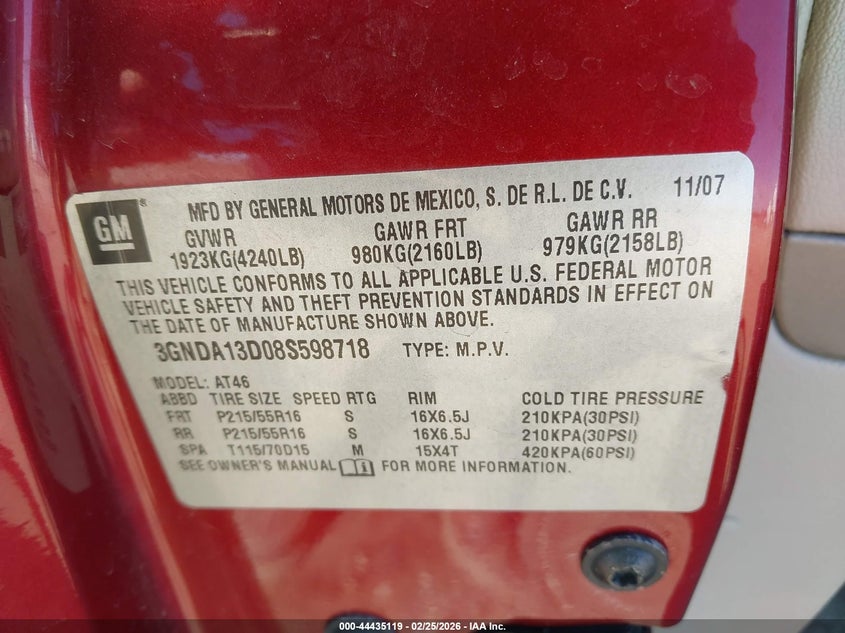 GM®
MFD BY GENERAL MOTORS DE MEXICO, S. DE R.L. DE C.V. 11/07
GVWR GAWR FRT GAWR RR
1923KG(4240LB) 980KG(2160LB) 979KG(2158LB)
THIS VEHICLE CONFORMS TO ALL APPLICABLE U.S. FEDERAL MOTOR
VEHICLE SAFETY AND THEFT PREVENTION STANDARDS IN EFFECT ON
THE DATE OF MANUFACTURE SHOWN ABOVE.
3GNDA13D08S598718 TYPE: M.P.V.
MODEL: AT46
ABBD TIRE SIZE SPEED RTG RIM COLD TIRE PRESSURE
FRT P215/55R16 S 16X6.5J 210KPA(30PSI)
RR P215/55R16 S 16X6.5J 210KPA(30PSI)
SPA T115/70D15 M 15X4T 420KPA(60PSI)
SEE OWNER'S MANUAL FOR MORE INFORMATION.
000-44435119 - 02/25/2026 - IAA Inc.